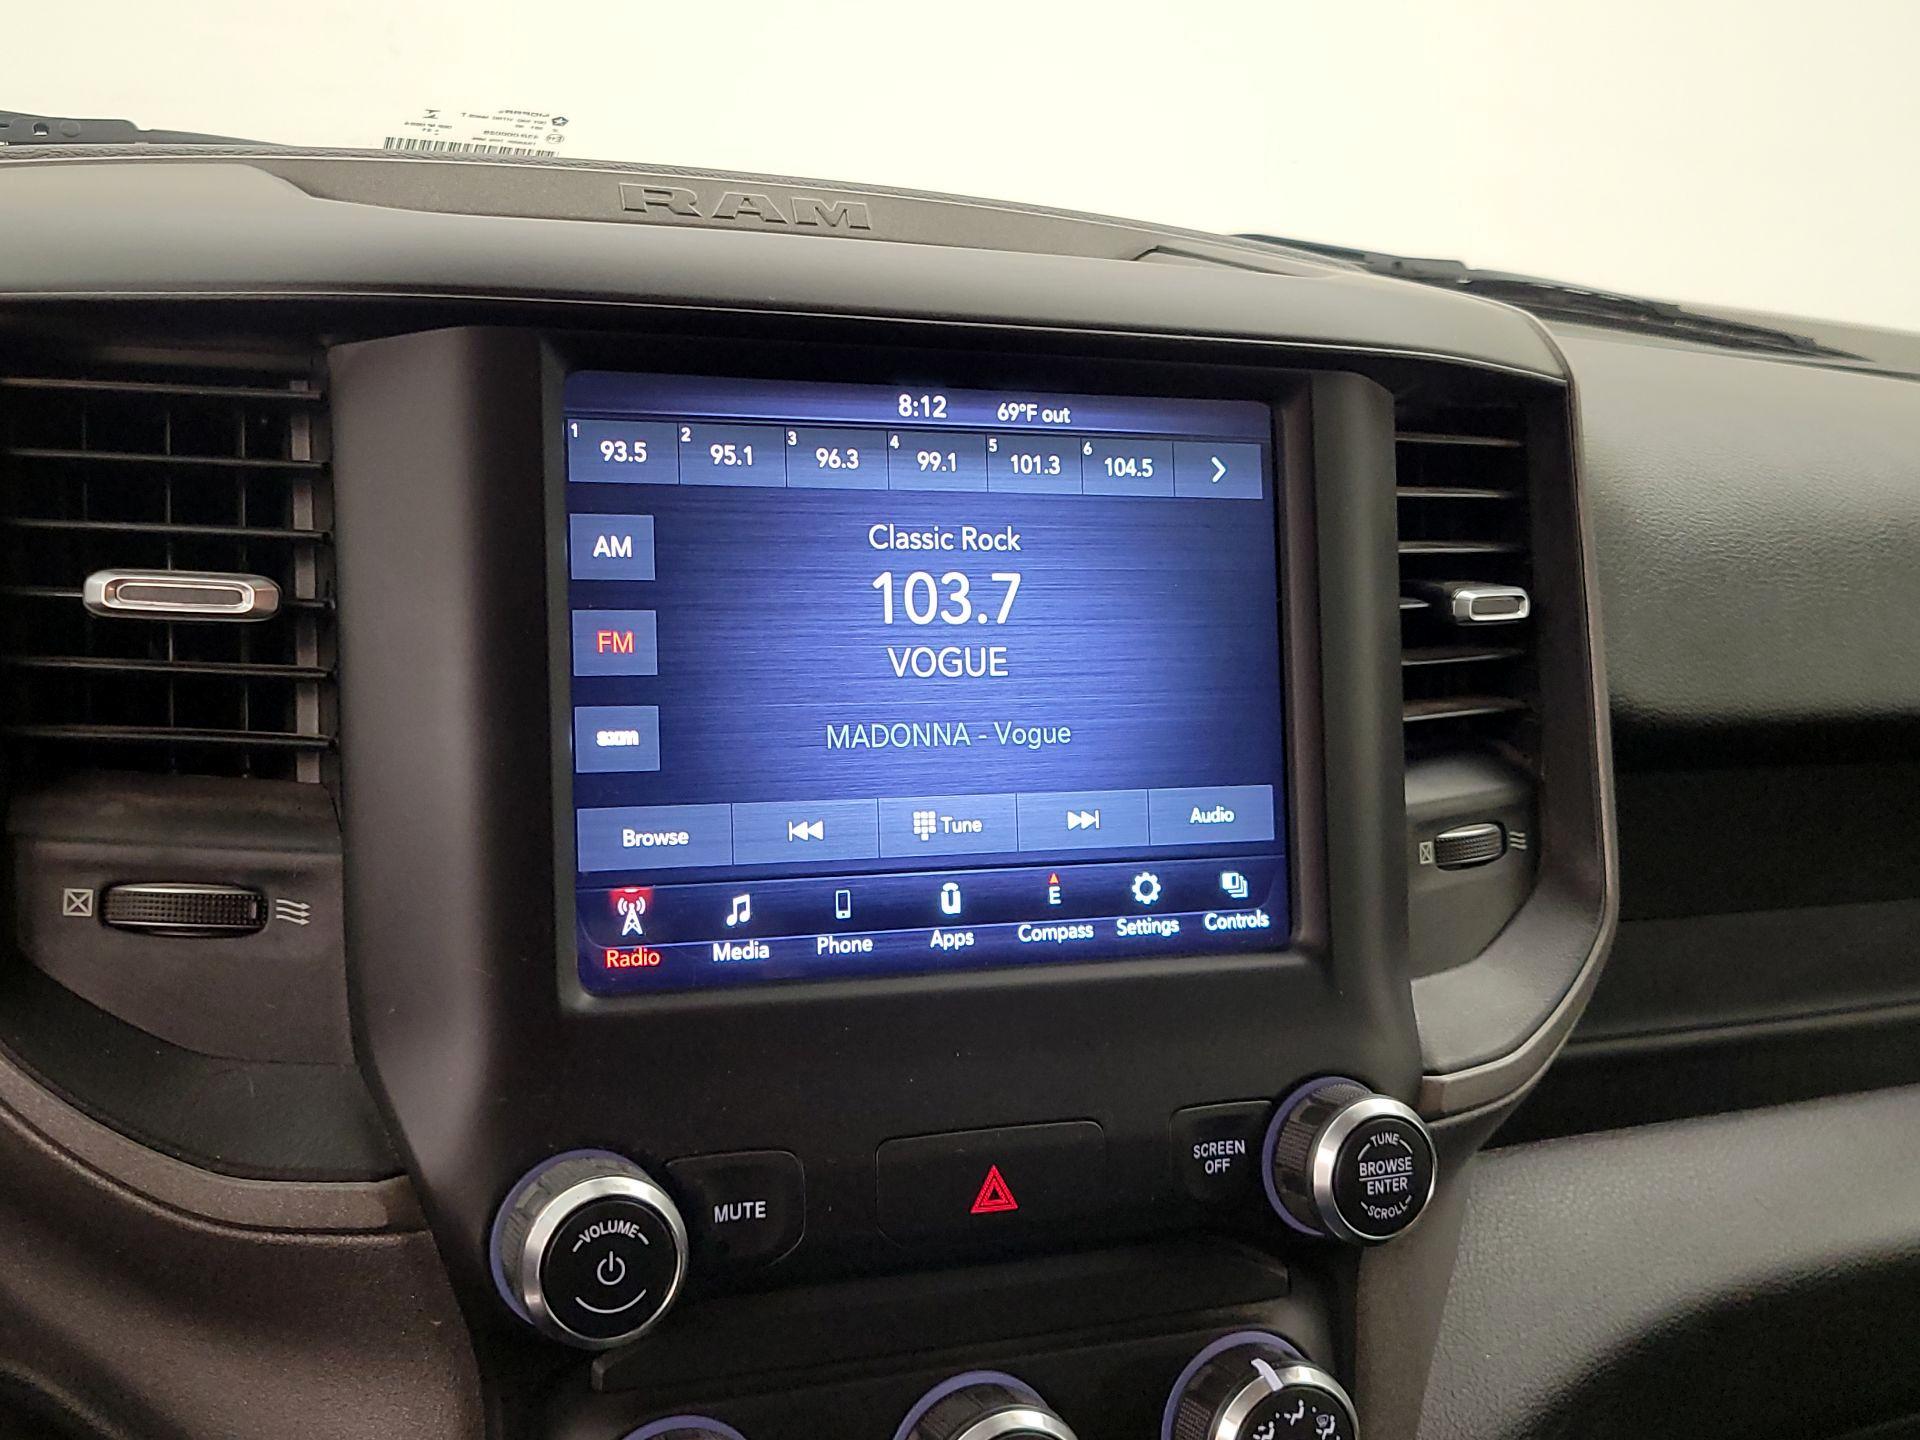 RAM
8:12 69°F out
1 93.5 2 95.1 3 96.3 4 99.1 5 101.3 6 104.5
Classic Rock
AM
103.7
FM
VOGUE
sxm
MADONNA - Vogue
Browse Tune Audio
E
Radio Media Phone Apps Compass Settings Controls
VOLUME
MUTE
SCREEN
OFF
TUNE
BROWSE
ENTER
SCROLL